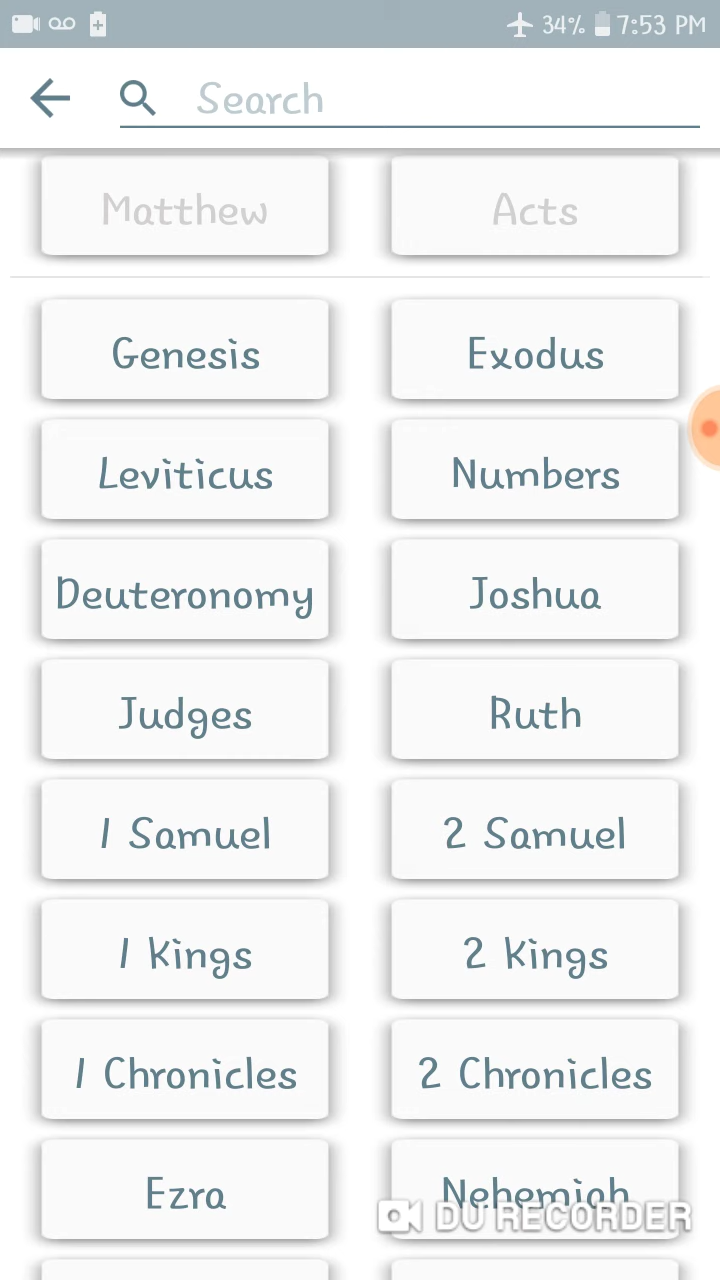 34% 7:53 PM
Search
Matthew Acts
Genesis Exodus
Leviticus Numbers
Deuteronomy Joshua
Judges Ruth
1 Samuel 2 Samuel
1 Kings 2 Kings
1 Chronicles 2 Chronicles
Ezra Nehemiah
DU RECORDER